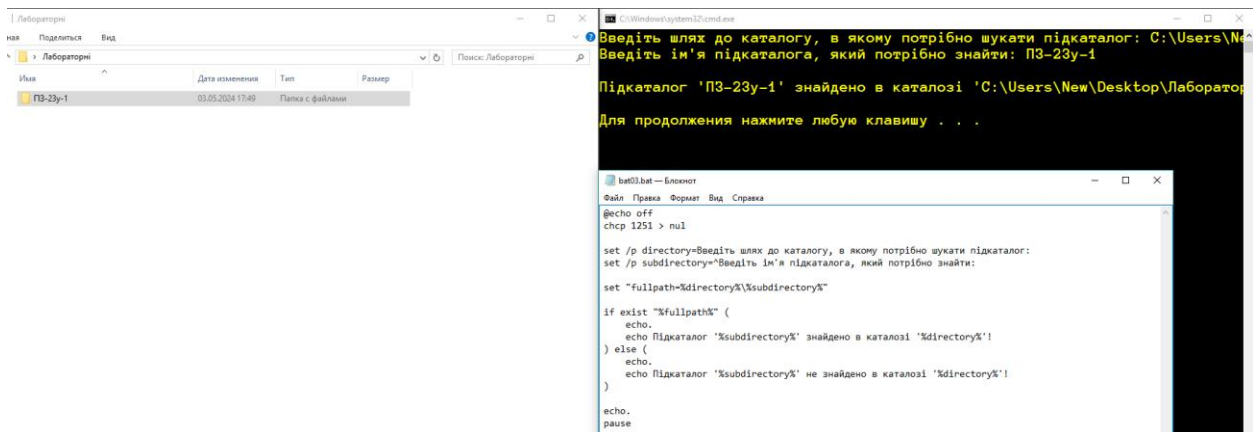 Лабораторні
ная Поделиться Вид
> Лабораторні
Поиск: Лабораторні
Имя Дата изменения Тип Размер
ПЗ-23у-1 03.05.2024 17:49 Папка с файлами
C:\Windows\system32\cmd.exe
Введіть шлях до каталогу, в якому потрібно шукати підкаталог: C:\Users\Ne
Введіть ім'я підкаталога, який потрібно знайти: ПЗ-23у-1
Підкаталог 'ПЗ-23у-1' знайдено в каталозі 'C:\Users\New\Desktop\Лаборатор
Для продолжения нажмите любую клавишу . . .
bat03.bat — Блокнот
Файл Правка Формат Вид Справка
@echo off
chcp 1251 > nul
set /p directory=Введіть шлях до каталогу, в якому потрібно шукати підкаталог:
set /p subdirectory=^Введіть ім'я підкаталога, який потрібно знайти:
set "fullpath=%directory%\%subdirectory%"
if exist "%fullpath%" (
echo.
echo Підкаталог '%subdirectory%' знайдено в каталозі '%directory%'!
) else (
echo.
echo Підкаталог '%subdirectory%' не знайдено в каталозі '%directory%'!
)
echo.
pause